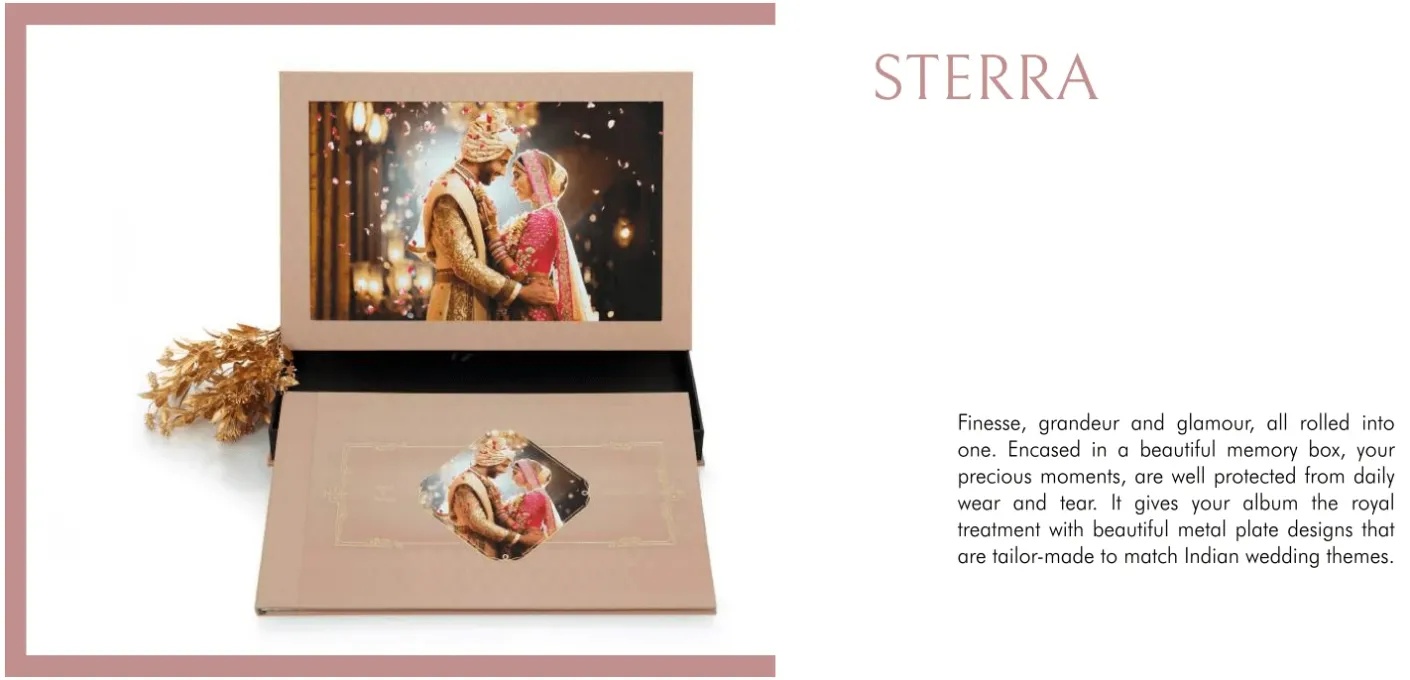 STERRA
Finesse, grandeur and glamour, all rolled into
one. Encased in a beautiful memory box, your
precious moments, are well protected from daily
wear and tear. It gives your album the royal
treatment with beautiful metal plate designs that
are tailor-made to match Indian wedding themes.